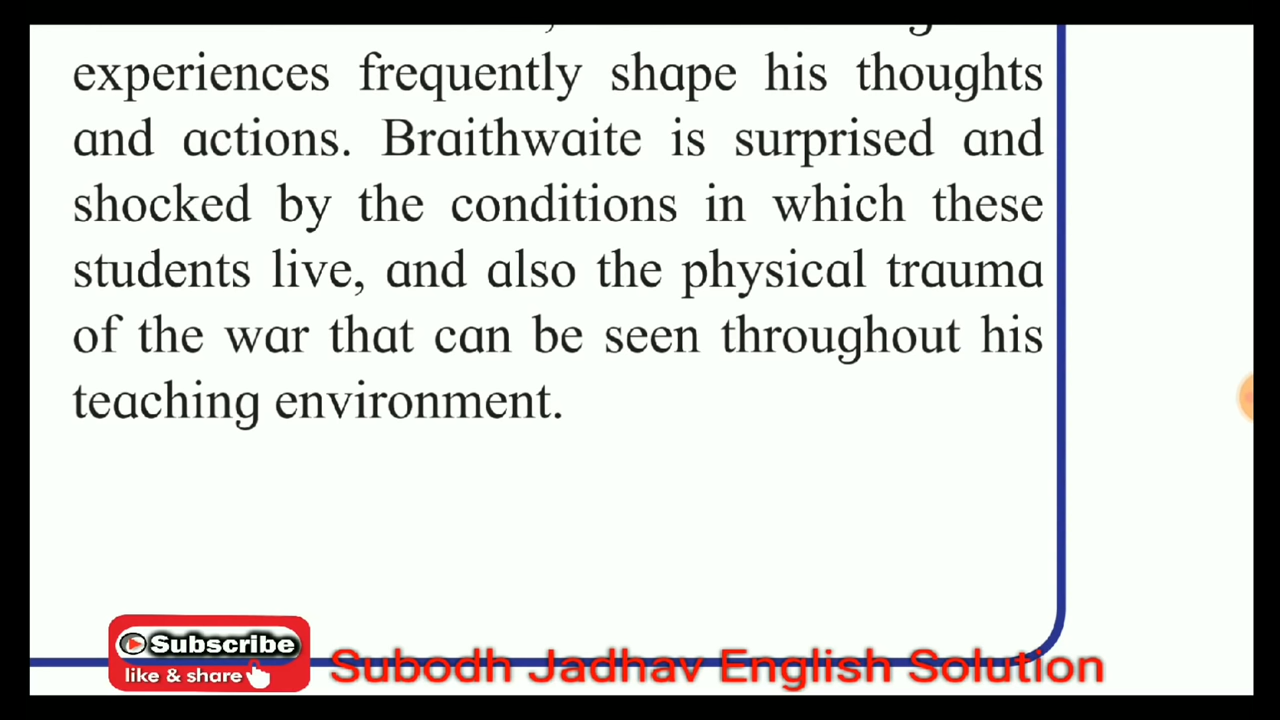 experiences frequently shape his thoughts
and actions. Braithwaite is surprised and
shocked by the conditions in which these
students live, and also the physical trauma
of the war that can be seen throughout his
teaching environment.
Subscribe
like & share
Subodh Jadhav English Solution